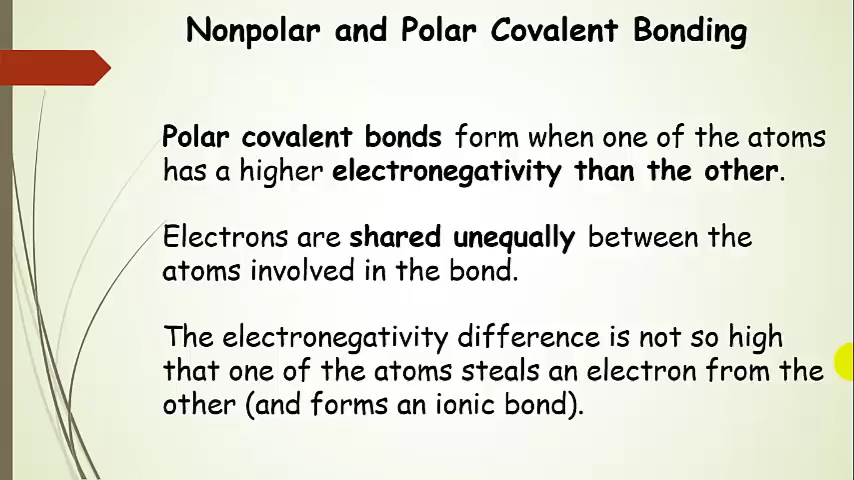 Nonpolar and Polar Covalent Bonding
Polar covalent bonds form when one of the atoms
has a higher electronegativity than the other.
Electrons are shared unequally between the
atoms involved in the bond.
The electronegativity difference is not so high
that one of the atoms steals an electron from the
other (and forms an ionic bond).